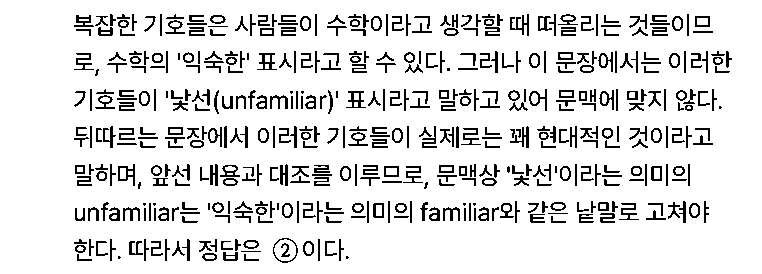 복잡한 기호들은 사람들이 수학이라고 생각할 때 떠올리는 것들이므
로, 수학의 '익숙한' 표시라고 할 수 있다. 그러나 이 문장에서는 이러한
기호들이 '낯선(unfamiliar)' 표시라고 말하고 있어 문맥에 맞지 않다.
뒤따르는 문장에서 이러한 기호들이 실제로는 꽤 현대적인 것이라고
말하며, 앞선 내용과 대조를 이루므로, 문맥상 '낯선'이라는 의미의
unfamiliar는 '익숙한'이라는 의미의 familiar와 같은 낱말로 고쳐야
한다. 따라서 정답은 ②이다.